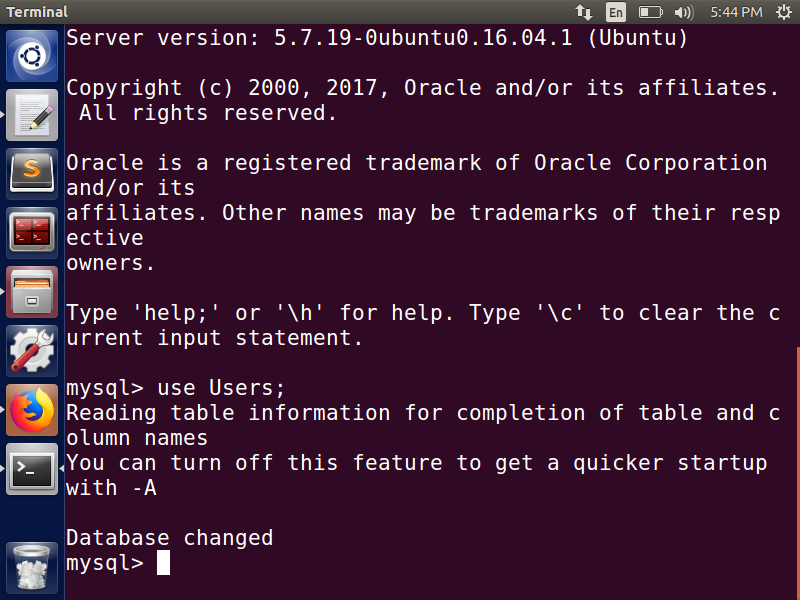 Terminal
En
5:44 PM
Server version: 5.7.19-0ubuntu0.16.04.1 (Ubuntu)
Copyright (c) 2000, 2017, Oracle and/or its affiliates.
All rights reserved.
Oracle is a registered trademark of Oracle Corporation
and/or its
affiliates. Other names may be trademarks of their resp
ective
owners.
Type 'help;' or '\h' for help. Type '\c' to clear the c
urrent input statement.
mysql> use Users;
Reading table information for completion of table and c
olumn names
You can turn off this feature to get a quicker startup
with -A
Database changed
mysql>